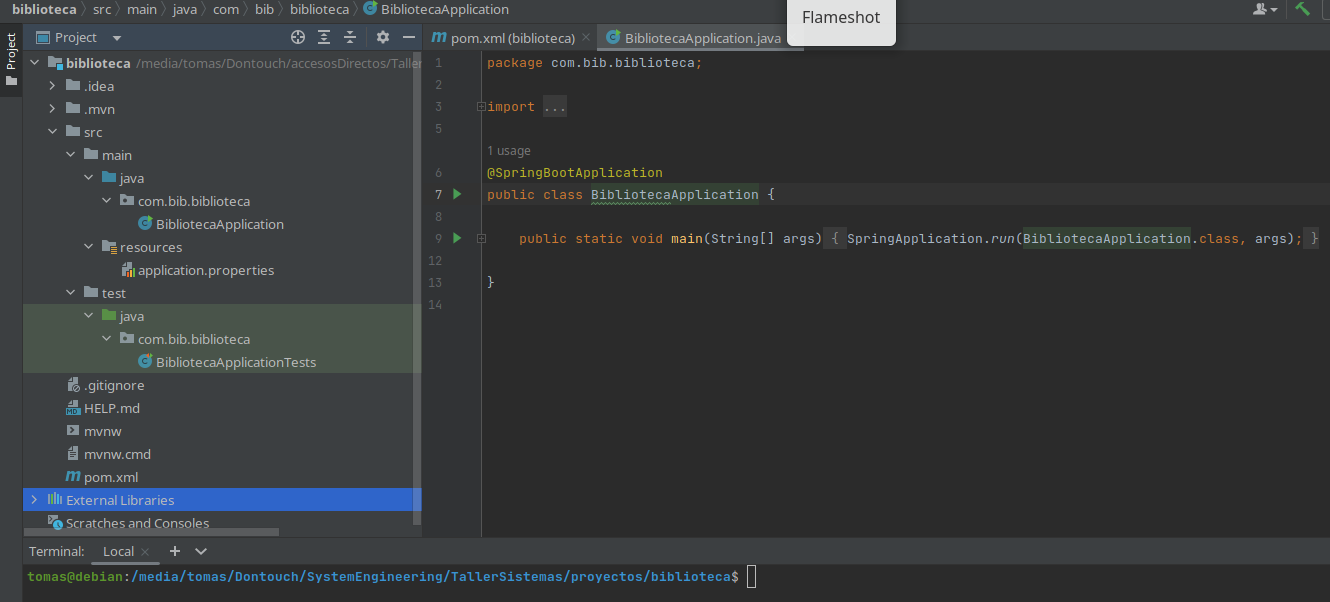 biblioteca src main java com bib biblioteca BibliotecaApplication
Flameshot
Project
Project
pom.xml (biblioteca)
BibliotecaApplication.java
biblioteca /media/tomas/Dontouch/accesosDirectos/Taller
.idea
.mvn
src
main
java
com.bib.biblioteca
BibliotecaApplication
resources
application.properties
test
java
com.bib.biblioteca
BibliotecaApplicationTests
.gitignore
HELP.md
mvnw
mvnw.cmd
pom.xml
External Libraries
Scratches and Consoles
1 package com.bib.biblioteca;
2
3 import ...
5
1 usage
6 @SpringBootApplication
7 public class BibliotecaApplication {
8
9 public static void main(String[] args) { SpringApplication.run(BibliotecaApplication.class, args); }
12
13 }
14
Terminal: Local
tomas@debian:/media/tomas/Dontouch/SystemEngineering/TallerSistemas/proyectos/biblioteca$